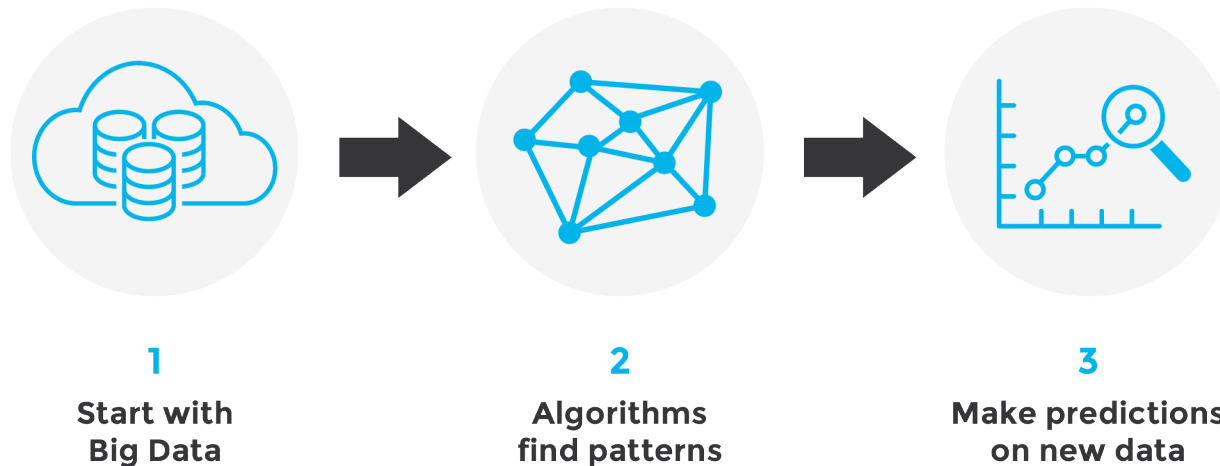 1
Start with
Big Data
2
Algorithms
find patterns
3
Make predictions
on new data